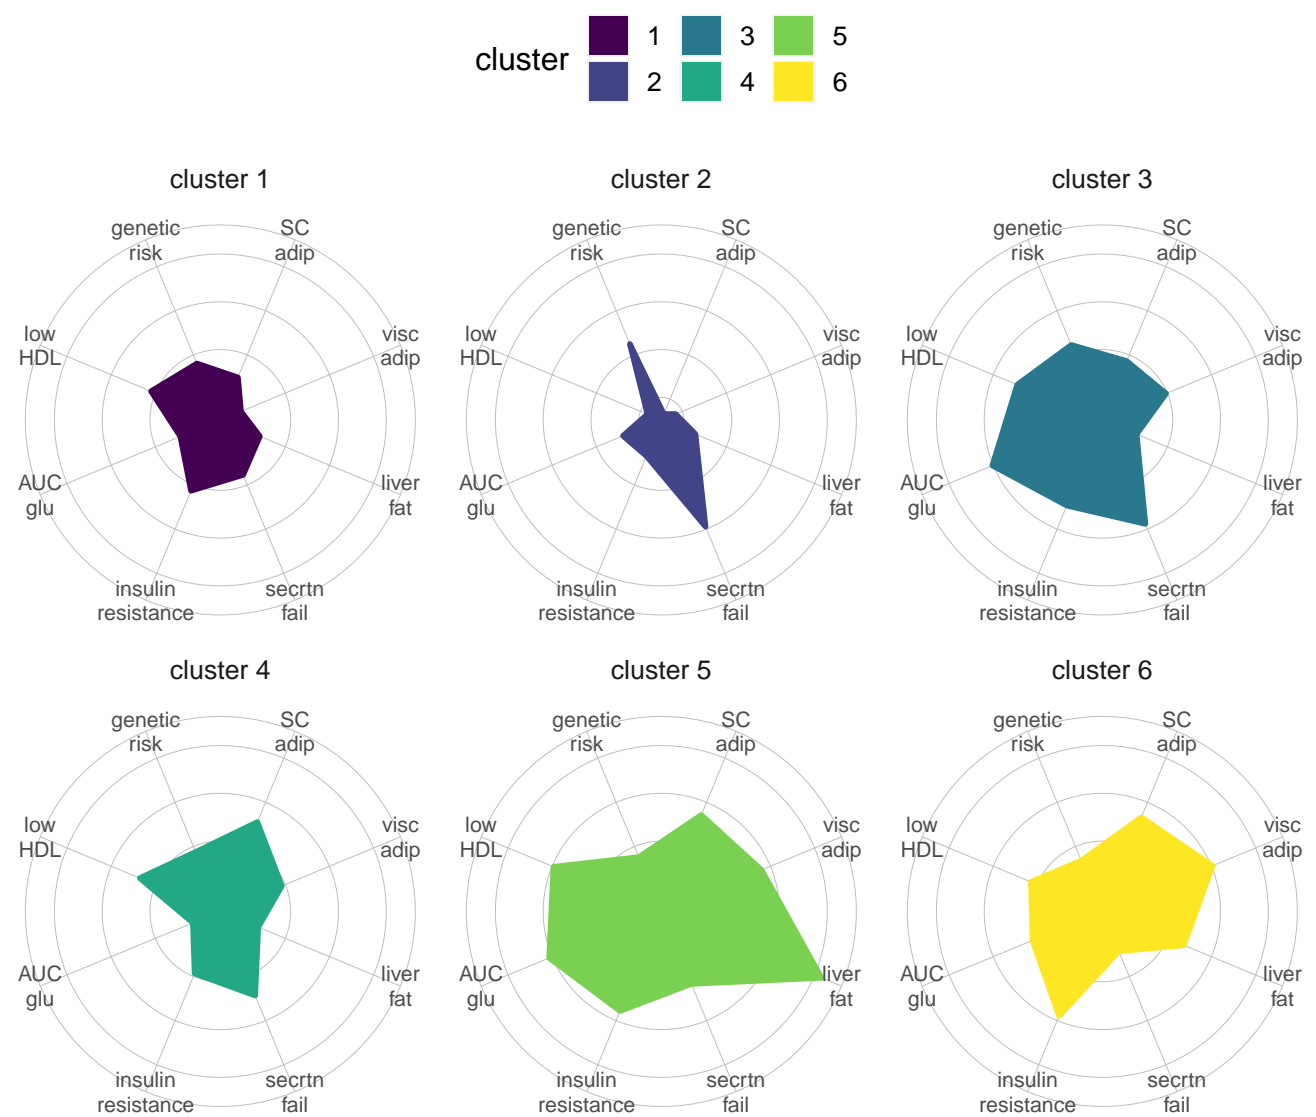 cluster
1
3
5
2
4
6
cluster 1
genetic
risk
SC
adip
low
HDL
visc
adip
AUC
glu
liver
fat
insulin
resistance
secrtn
fail
cluster 2
genetic
risk
SC
adip
low
HDL
visc
adip
AUC
glu
liver
fat
insulin
resistance
secrtn
fail
cluster 3
genetic
risk
SC
adip
low
HDL
visc
adip
AUC
glu
liver
fat
insulin
resistance
secrtn
fail
cluster 4
genetic
risk
SC
adip
low
HDL
visc
adip
AUC
glu
liver
fat
insulin
resistance
secrtn
fail
cluster 5
genetic
risk
SC
adip
low
HDL
visc
adip
AUC
glu
liver
fat
insulin
resistance
secrtn
fail
cluster 6
genetic
risk
SC
adip
low
HDL
visc
adip
AUC
glu
liver
fat
insulin
resistance
secrtn
fail